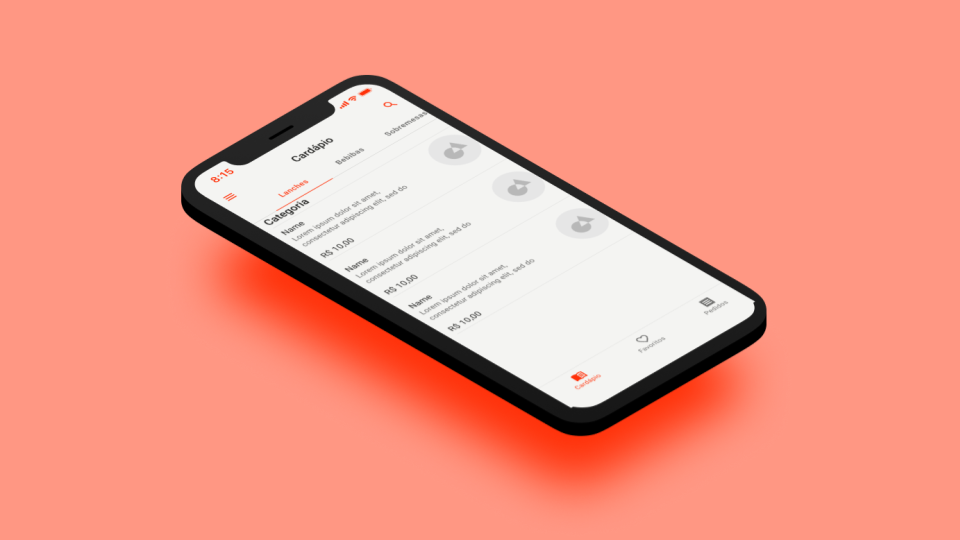 8:15
Cardápio
Lanches
Bebibas
Sobremesas
Categoria
Name
Lorem ipsum dolor sit amet,
consectetur adipiscing elit, sed do
R$ 10,00
Name
Lorem ipsum dolor sit amet,
consectetur adipiscing elit, sed do
R$ 10,00
Name
Lorem ipsum dolor sit amet,
consectetur adipiscing elit, sed do
R$ 10,00
Cardápio
Favoritos
Pedidos